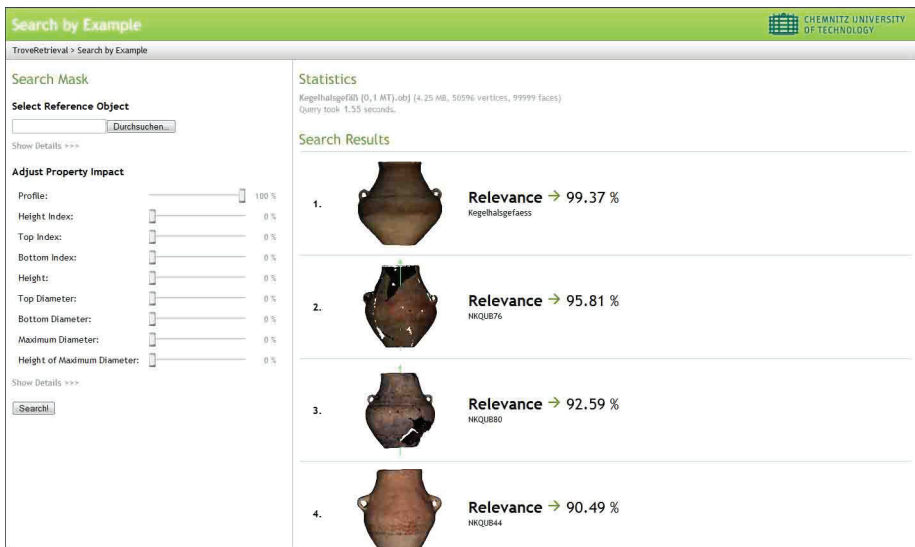 Search by Example
CHEMNITZ UNIVERSITY
OF TECHNOLOGY
TroveRetrieval > Search by Example
Search Mask
Select Reference Object
Durchsuchen...
Show Details >>>
Adjust Property Impact
Profile: 100 %
Height Index: 0 %
Top Index: 0 %
Bottom Index: 0 %
Height: 0 %
Top Diameter: 0 %
Bottom Diameter: 0 %
Maximum Diameter: 0 %
Height of Maximum Diameter: 0 %
Show Details >>>
Search!
Statistics
Kegelhalsgefäß (0,1 MT).obj (4.25 MB, 50596 vertices, 99999 faces)
Query took 1.55 seconds.
Search Results
1. Relevance → 99.37 %
Kegelhalsgefaess
2. Relevance → 95.81 %
NKQUB76
3. Relevance → 92.59 %
NKQUB80
4. Relevance → 90.49 %
NKQUB44